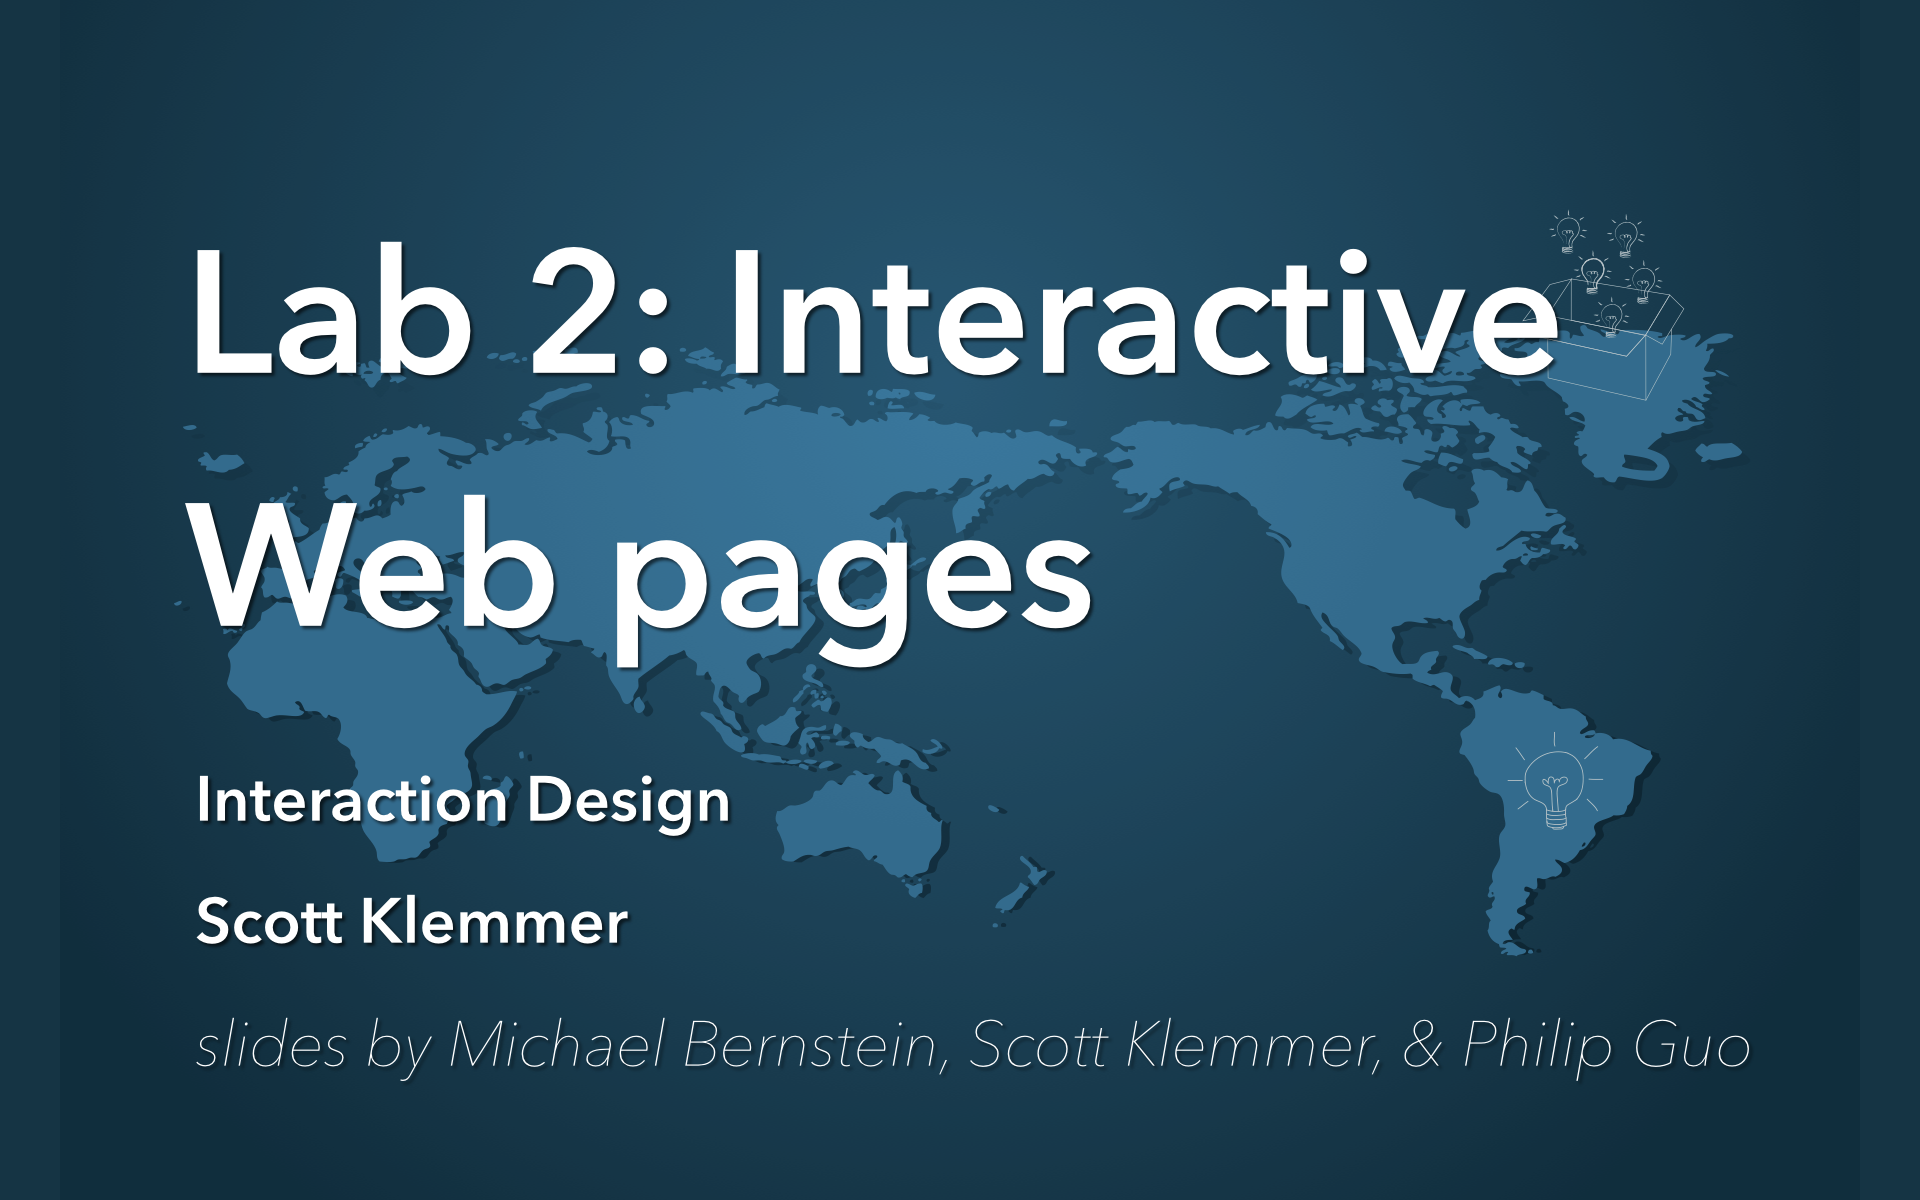 Lab 2: Interactive
Web pages
Interaction Design
Scott Klemmer
slides by Michael Bernstein, Scott Klemmer, & Philip Guo